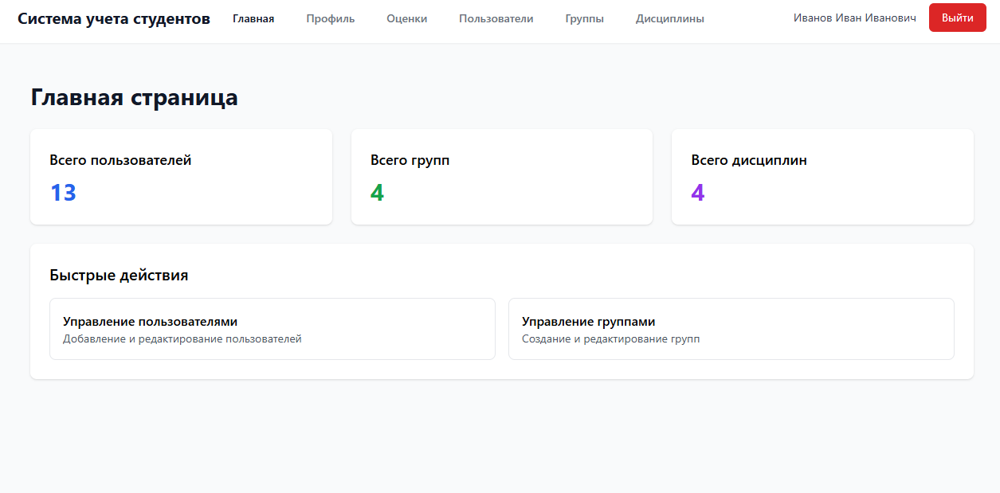 Система учета студентов Главная Профиль Оценки Пользователи Группы Дисциплины Иванов Иван Иванович Выйти
Главная страница
Всего пользователей
13
Всего групп
4
Всего дисциплин
4
Быстрые действия
Управление пользователями
Добавление и редактирование пользователей
Управление группами
Создание и редактирование групп